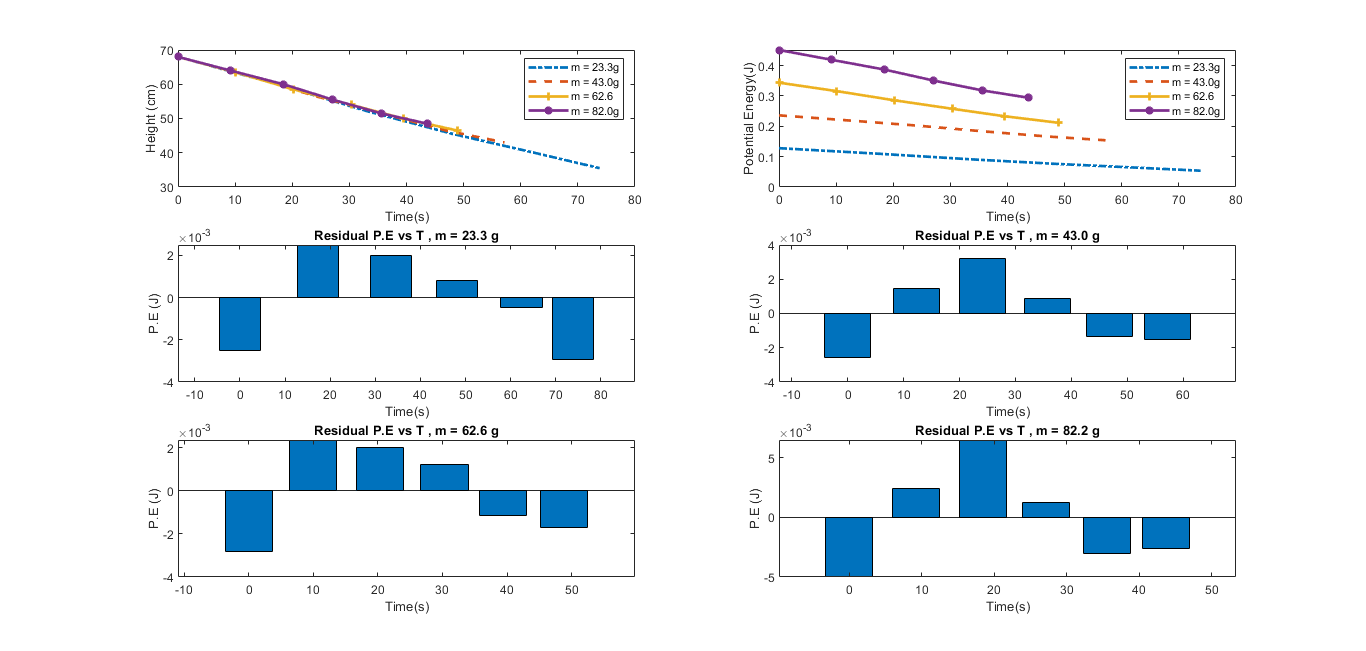 70
60
50
40
30
Height (cm)
0 10 20 30 40 50 60 70 80
Time(s)
m = 23.3g
m = 43.0g
m = 62.6
m = 82.0g
0.4
0.3
0.2
0.1
0
Potential Energy(J)
0 10 20 30 40 50 60 70 80
Time(s)
m = 23.3g
m = 43.0g
m = 62.6
m = 82.0g
Residual P.E vs T , m = 23.3 g
×10-3
2
0
-2
-4
P.E (J)
-10 0 10 20 30 40 50 60 70 80
Time(s)
Residual P.E vs T , m = 43.0 g
×10-3
4
2
0
-2
-4
P.E (J)
-10 0 10 20 30 40 50 60
Time(s)
Residual P.E vs T , m = 62.6 g
×10-3
2
0
-2
-4
P.E (J)
-10 0 10 20 30 40 50
Time(s)
Residual P.E vs T , m = 82.2 g
×10-3
5
0
-5
P.E (J)
0 10 20 30 40 50
Time(s)